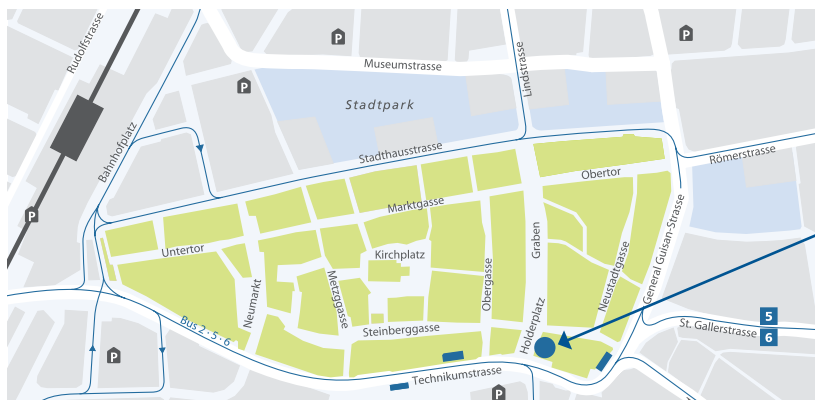 Rudolfstrasse
P
P
Museumstrasse
Lindstrasse
P
P
Stadtpark
Bahnhofplatz
Stadthausstrasse
Römerstrasse
Obertor
Marktgasse
P
Untertor
Kirchplatz
Graben
General Guisan-Strasse
Neumarkt
Metzggasse
Obergasse
Neustadtgasse
Bus 2 · 5 · 6
Steinberggasse
Holderplatz
5
St. Gallerstrasse
6
P
Technikumstrasse
P